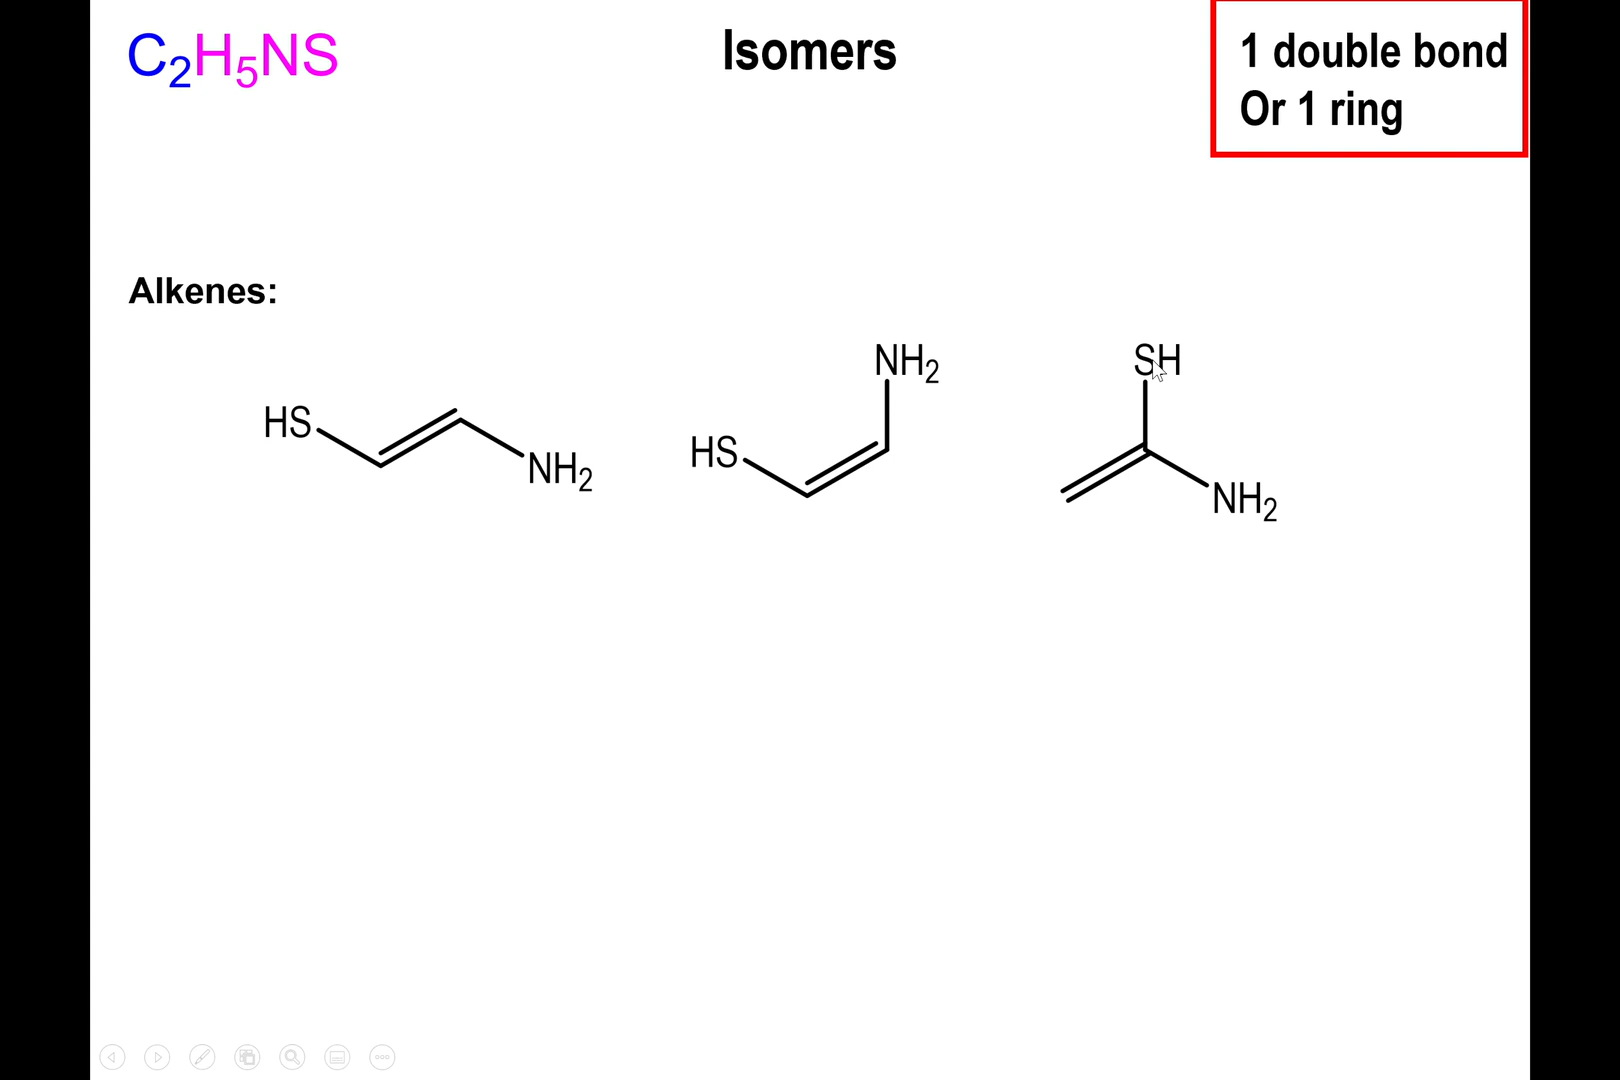 C₂H₅NS
Isomers
1 double bond
Or 1 ring
Alkenes:
HS
NH₂
HS
NH₂
SH
NH₂